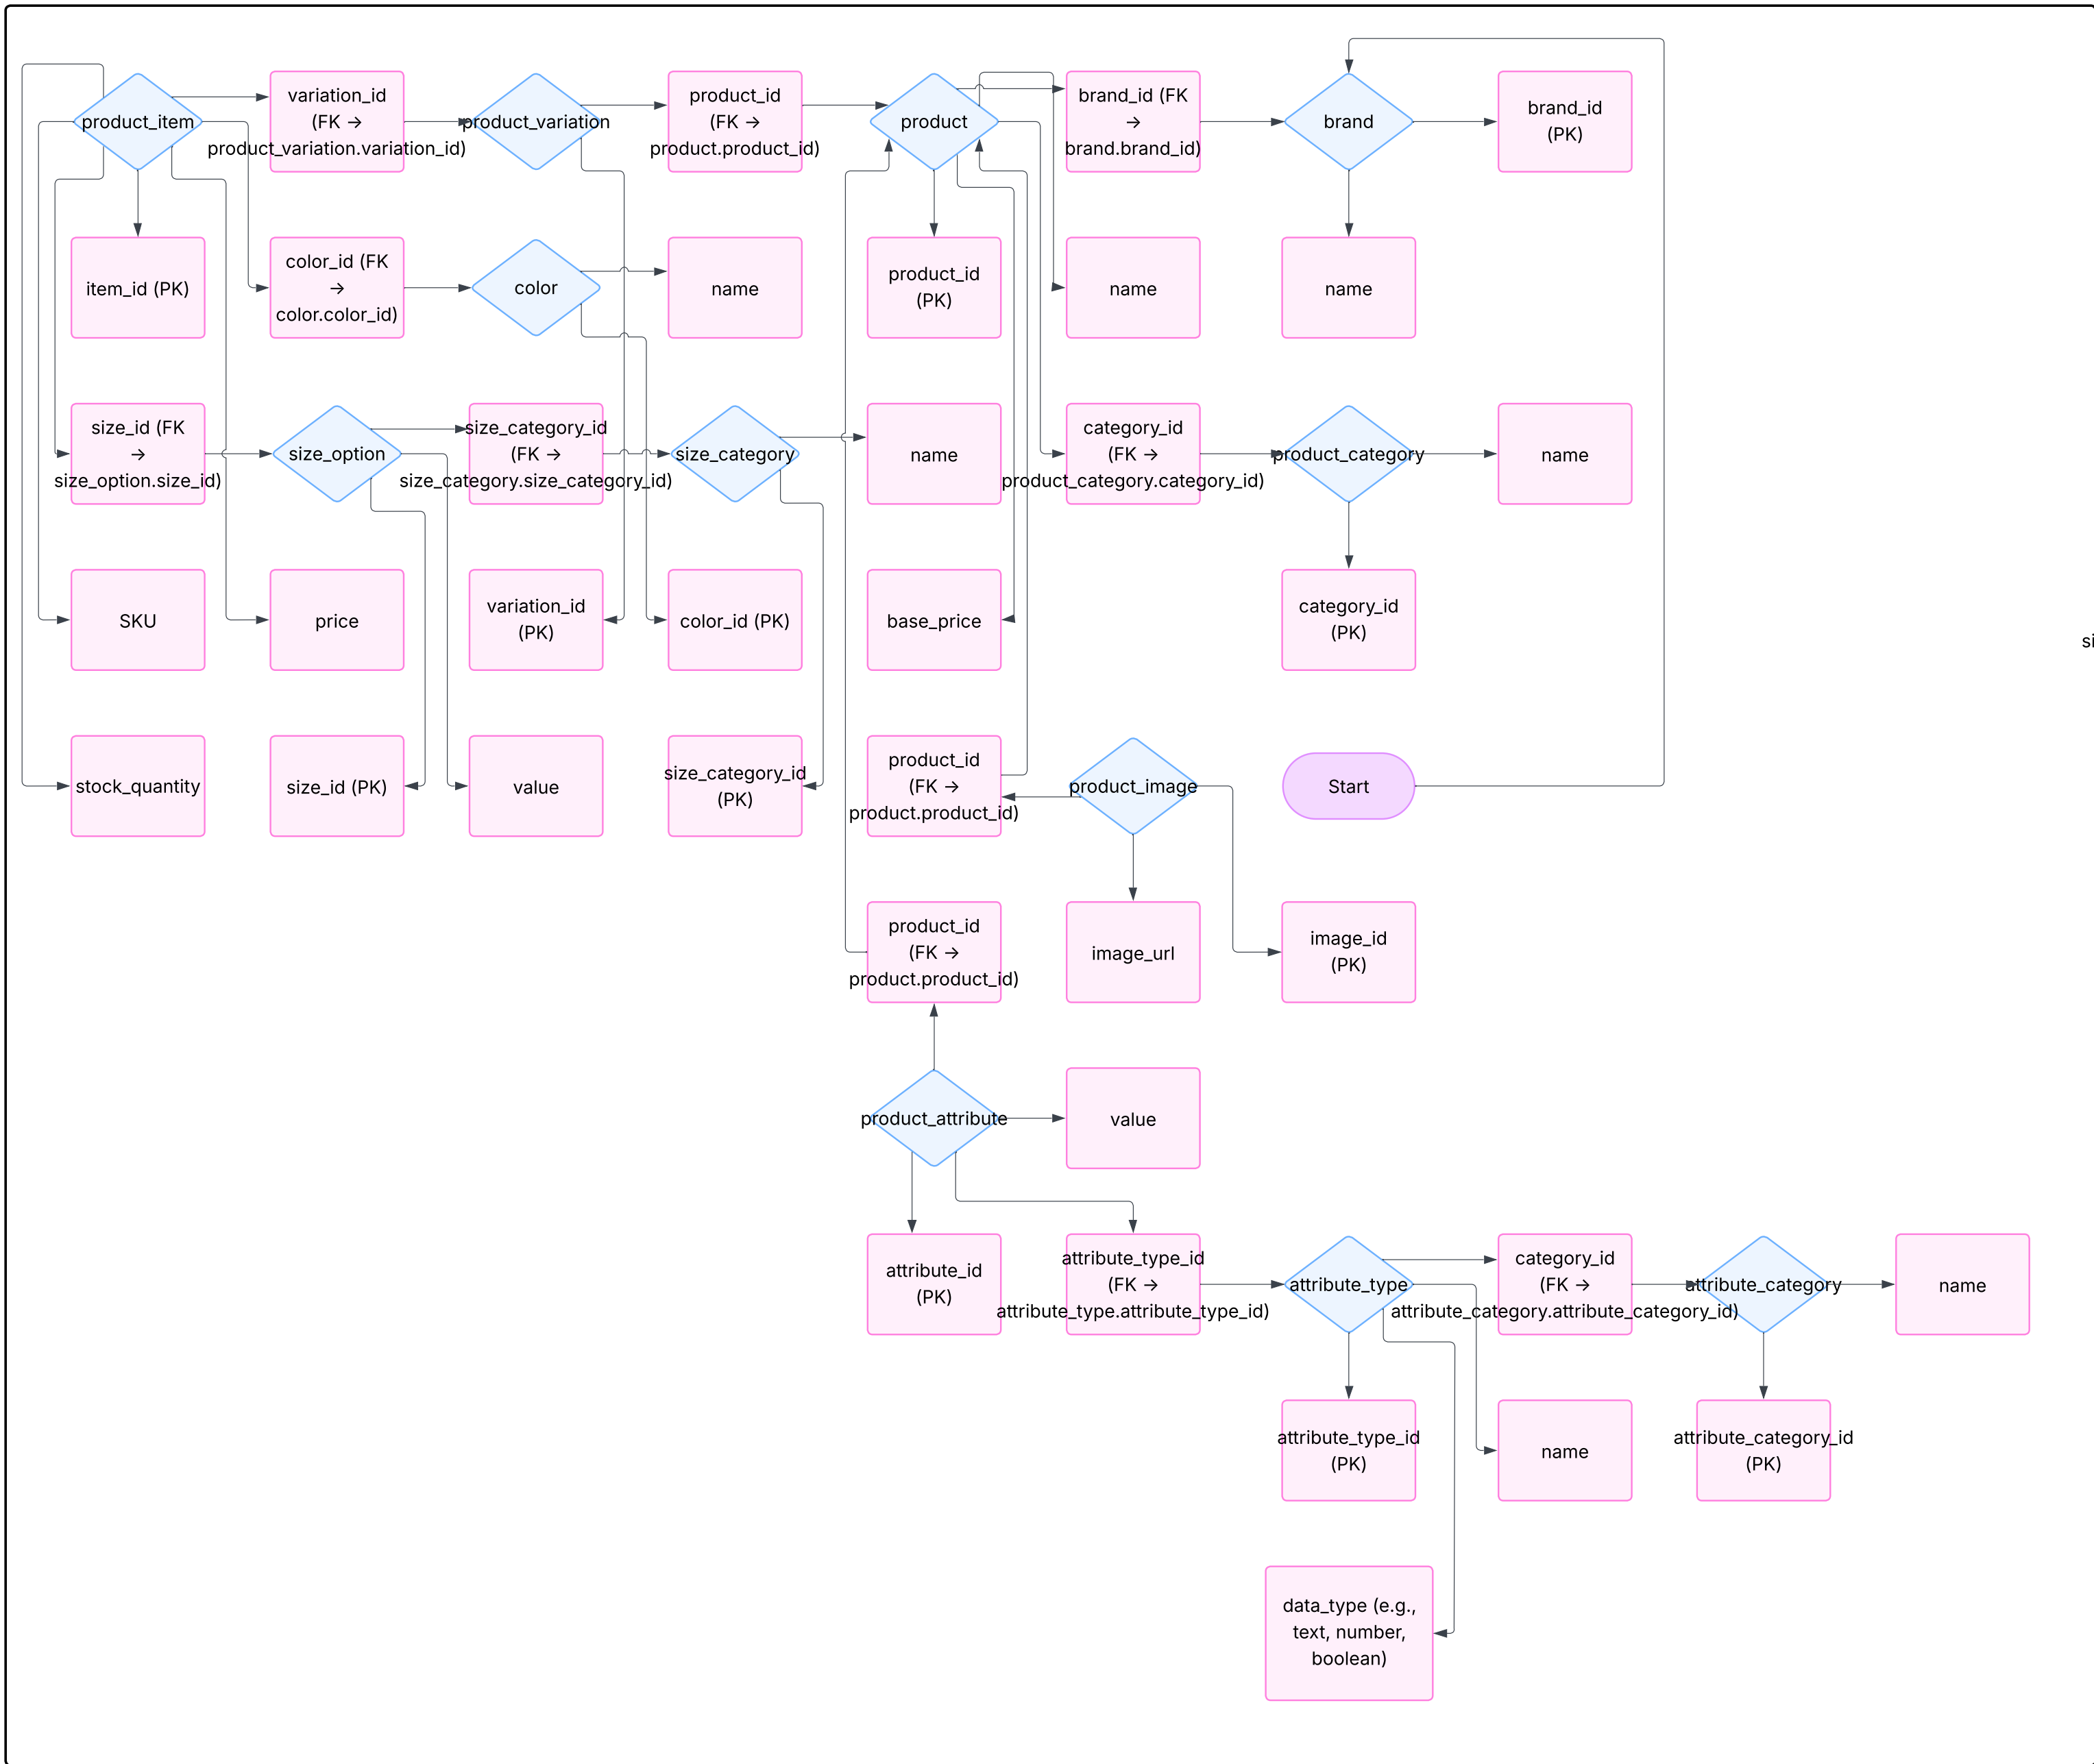 product_item
variation_id
(FK →
product_variation.variation_id)
product_variation
product_id
(FK →
product.product_id)
product
brand_id (FK
→
brand.brand_id)
brand
brand_id
(PK)
item_id (PK)
color_id (FK
→
color.color_id)
color
name
product_id
(PK)
name
name
size_id (FK
→
size_option.size_id)
size_option
size_category_id
(FK →
size_category.size_category_id)
size_category
name
category_id
(FK →
product_category.category_id)
product_category
name
SKU
price
variation_id
(PK)
color_id (PK)
base_price
category_id
(PK)
si
stock_quantity
size_id (PK)
value
size_category_id
(PK)
product_id
(FK →
product.product_id)
product_image
Start
product_id
(FK →
product.product_id)
image_url
image_id
(PK)
product_attribute
value
attribute_id
(PK)
attribute_type_id
(FK →
attribute_type.attribute_type_id)
attribute_type
category_id
(FK →
attribute_category.attribute_category_id)
attribute_category
name
attribute_type_id
(PK)
name
attribute_category_id
(PK)
data_type (e.g.,
text, number,
boolean)